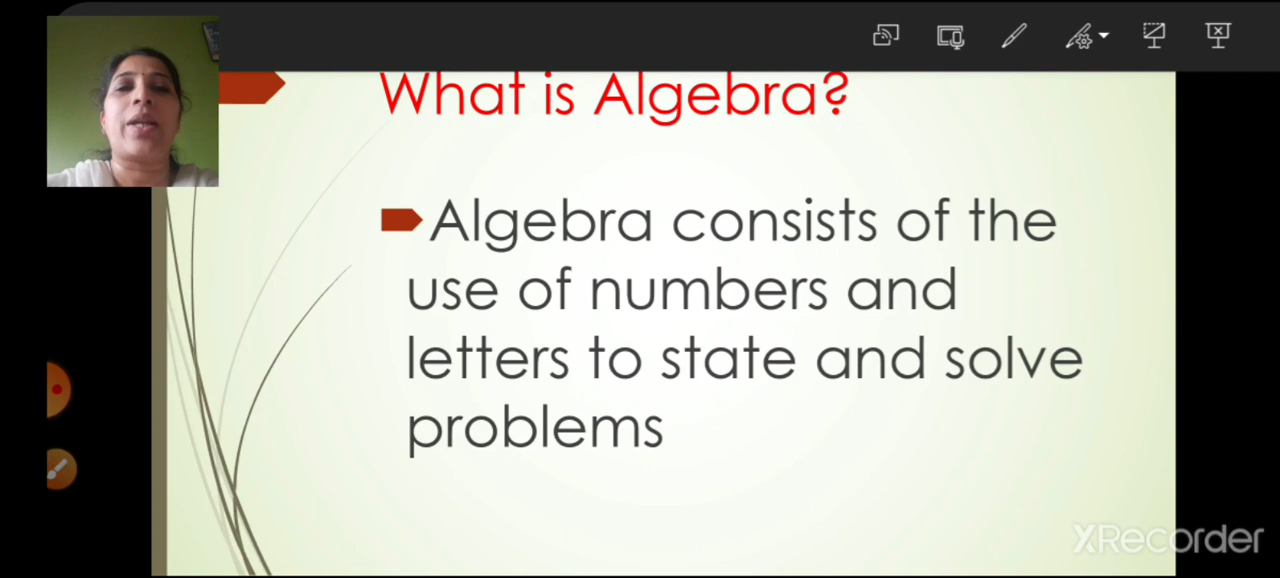 What is Algebra?
Algebra consists of the
use of numbers and
letters to state and solve
problems
XRecorder